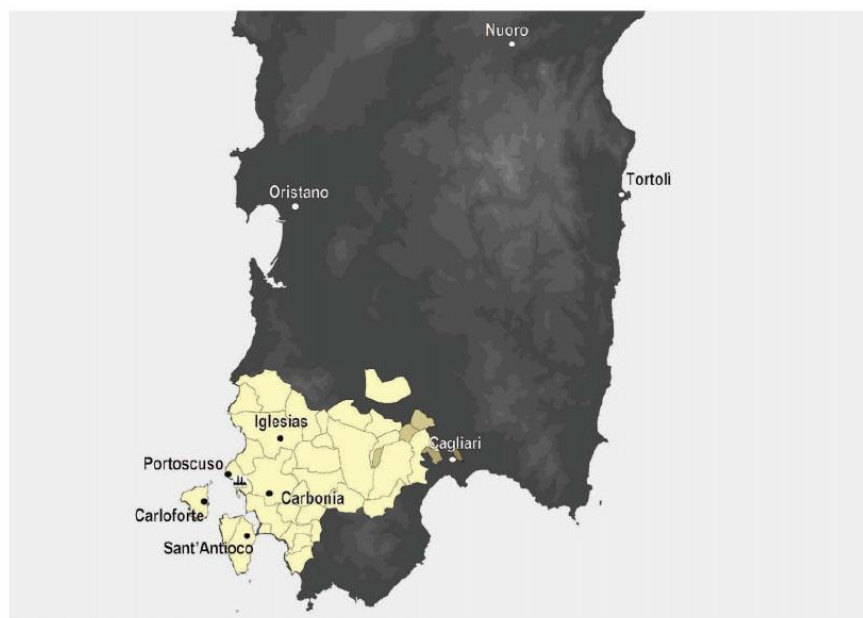 Nuoro
Tortolì
Oristano
Iglesias
Cagliari
Portoscuso
Carbonia
Carloforte
Sant'Antioco